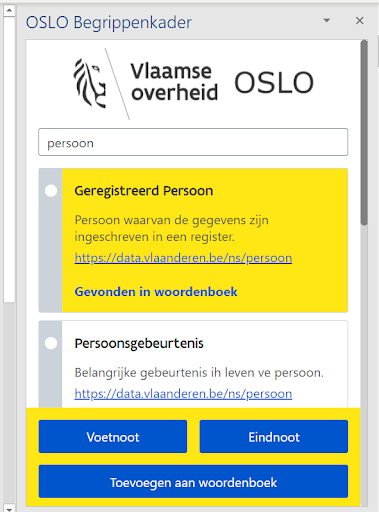 OSLO Begrippenkader
Vlaamse
overheid
OSLO
persoon
Geregistreerd Persoon
Persoon waarvan de gegevens zijn
ingeschreven in een register.
https://data.vlaanderen.be/ns/persoon
Gevonden in woordenboek
Persoonsgebeurtenis
Belangrijke gebeurtenis ih leven ve persoon.
https://data.vlaanderen.be/ns/persoon
Voetnoot
Eindnoot
Toevoegen aan woordenboek